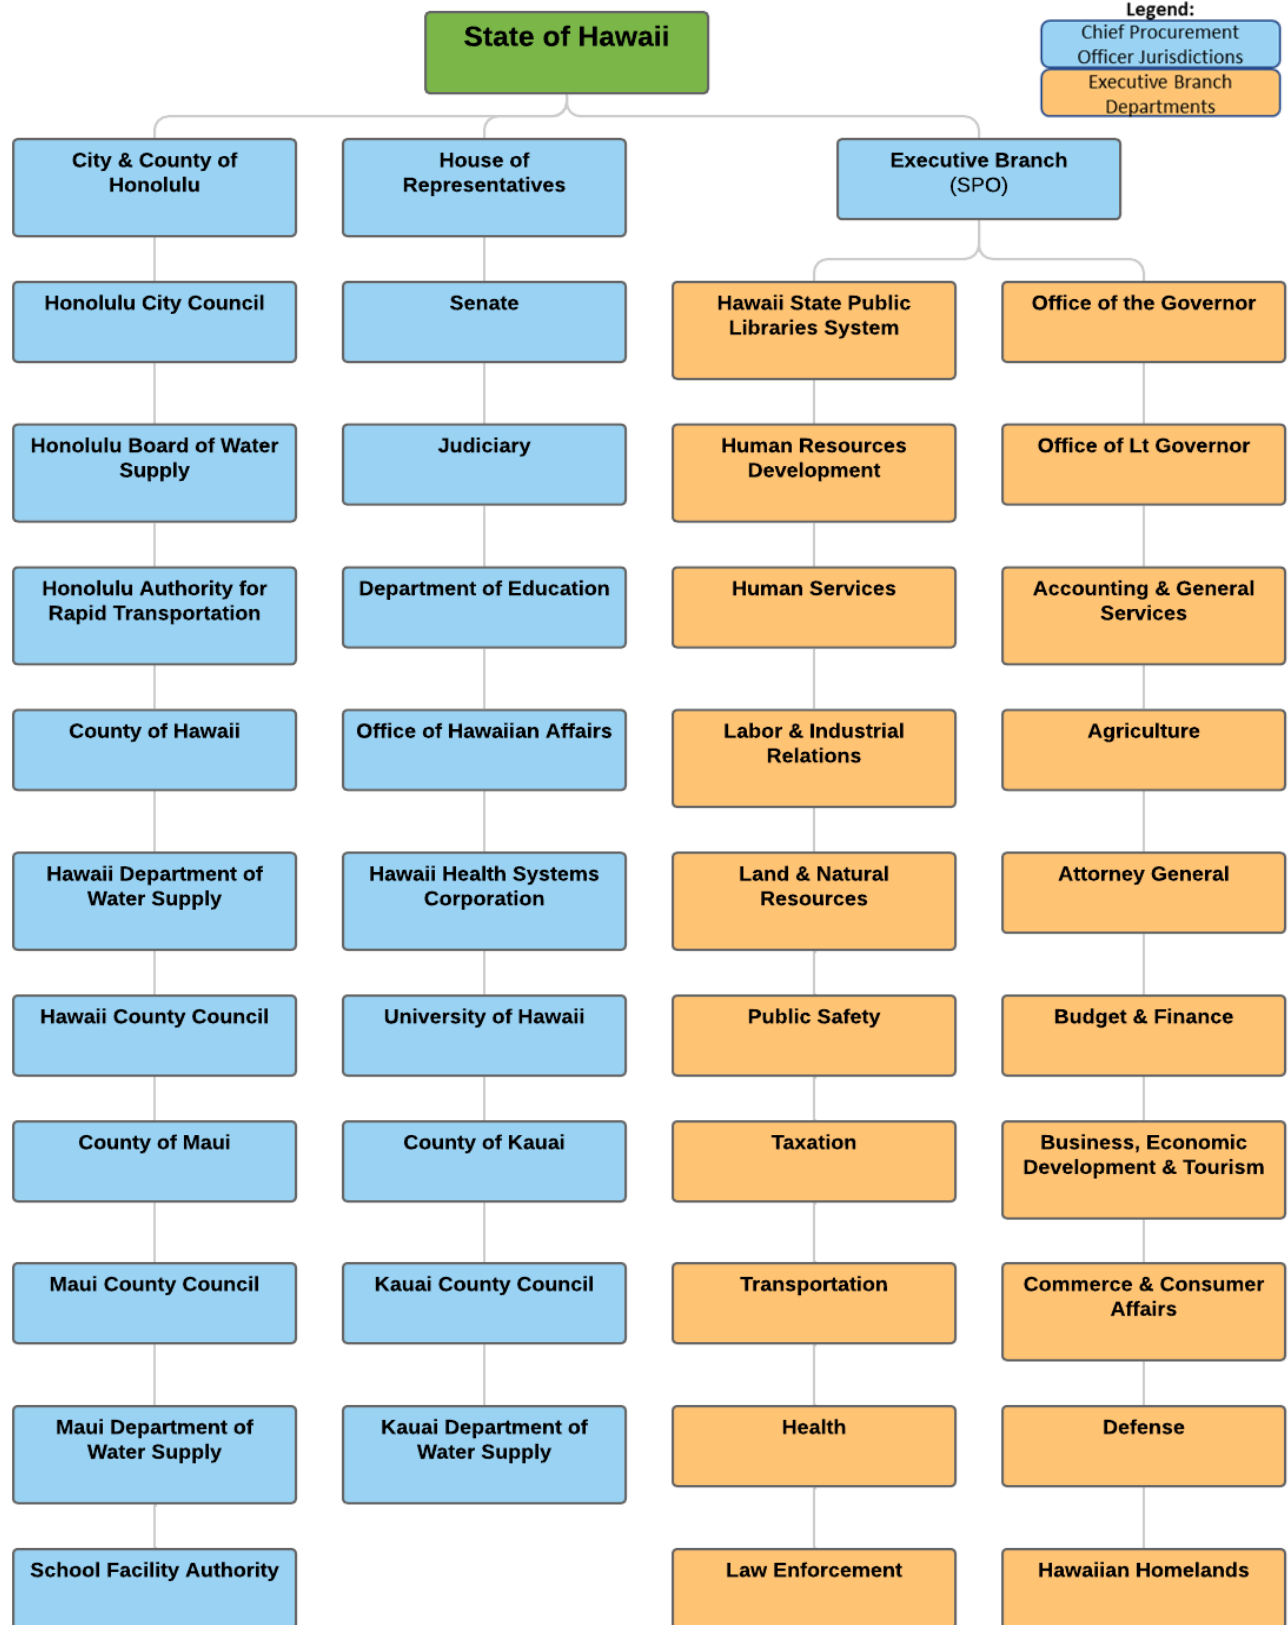 State of Hawaii
Legend:
Chief Procurement
Officer Jurisdictions
Executive Branch
Departments
City & County of
Honolulu
Honolulu City Council
Honolulu Board of Water
Supply
Honolulu Authority for
Rapid Transportation
County of Hawaii
Hawaii Department of
Water Supply
Hawaii County Council
County of Maui
Maui County Council
Maui Department of
Water Supply
School Facility Authority
House of
Representatives
Senate
Judiciary
Department of Education
Office of Hawaiian Affairs
Hawaii Health Systems
Corporation
University of Hawaii
County of Kauai
Kauai County Council
Kauai Department of
Water Supply
Executive Branch
(SPO)
Hawaii State Public
Libraries System
Human Resources
Development
Human Services
Labor & Industrial
Relations
Land & Natural
Resources
Public Safety
Taxation
Transportation
Health
Law Enforcement
Office of the Governor
Office of Lt Governor
Accounting & General
Services
Agriculture
Attorney General
Budget & Finance
Business, Economic
Development & Tourism
Commerce & Consumer
Affairs
Defense
Hawaiian Homelands